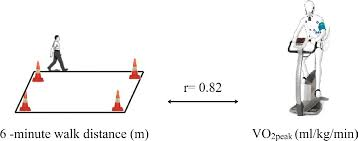 r= 0.82
6 -minute walk distance (m)
VO2peak (ml/kg/min)